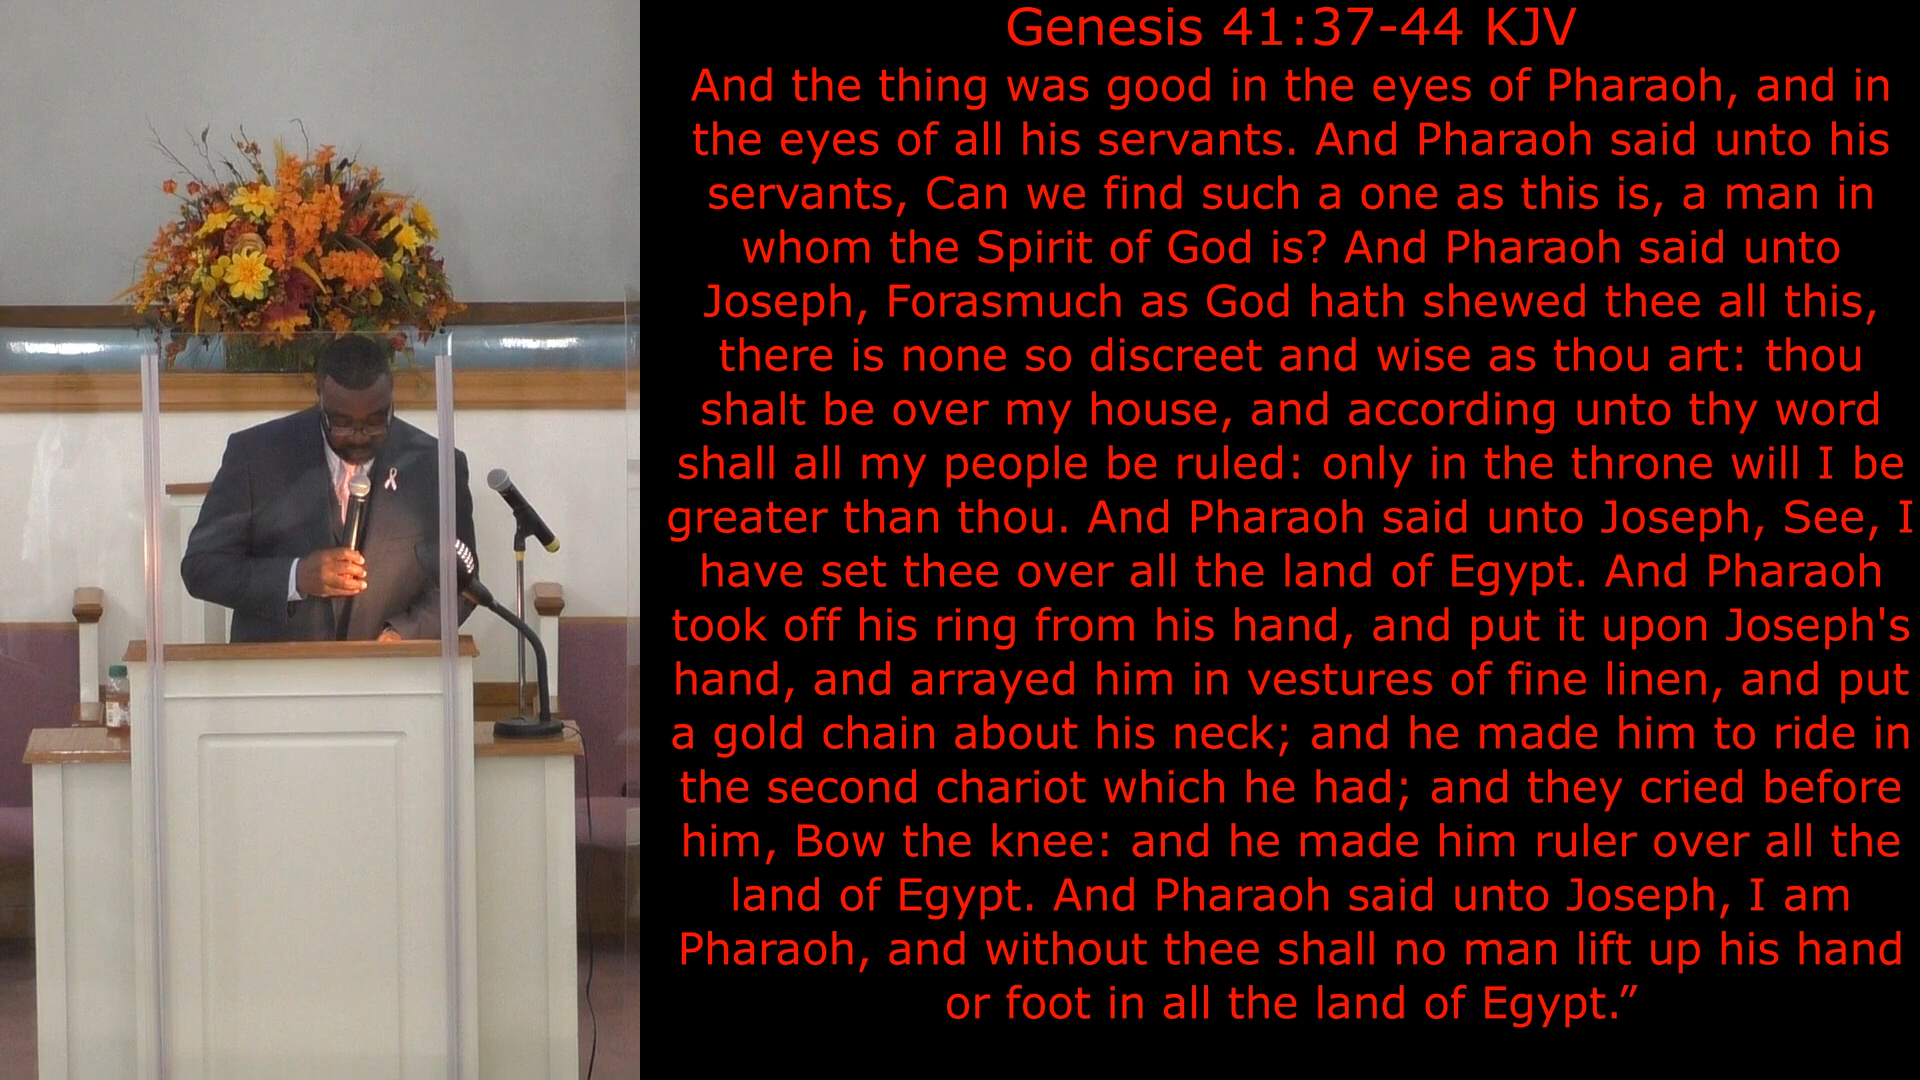 Genesis 41:37-44 KJV
And the thing was good in the eyes of Pharaoh, and in
the eyes of all his servants. And Pharaoh said unto his
servants, Can we find such a one as this is, a man in
whom the Spirit of God is? And Pharaoh said unto
Joseph, Forasmuch as God hath shewed thee all this,
there is none so discreet and wise as thou art: thou
shalt be over my house, and according unto thy word
shall all my people be ruled: only in the throne will I be
greater than thou. And Pharaoh said unto Joseph, See, I
have set thee over all the land of Egypt. And Pharaoh
took off his ring from his hand, and put it upon Joseph's
hand, and arrayed him in vestures of fine linen, and put
a gold chain about his neck; and he made him to ride in
the second chariot which he had; and they cried before
him, Bow the knee: and he made him ruler over all the
land of Egypt. And Pharaoh said unto Joseph, I am
Pharaoh, and without thee shall no man lift up his hand
or foot in all the land of Egypt.”